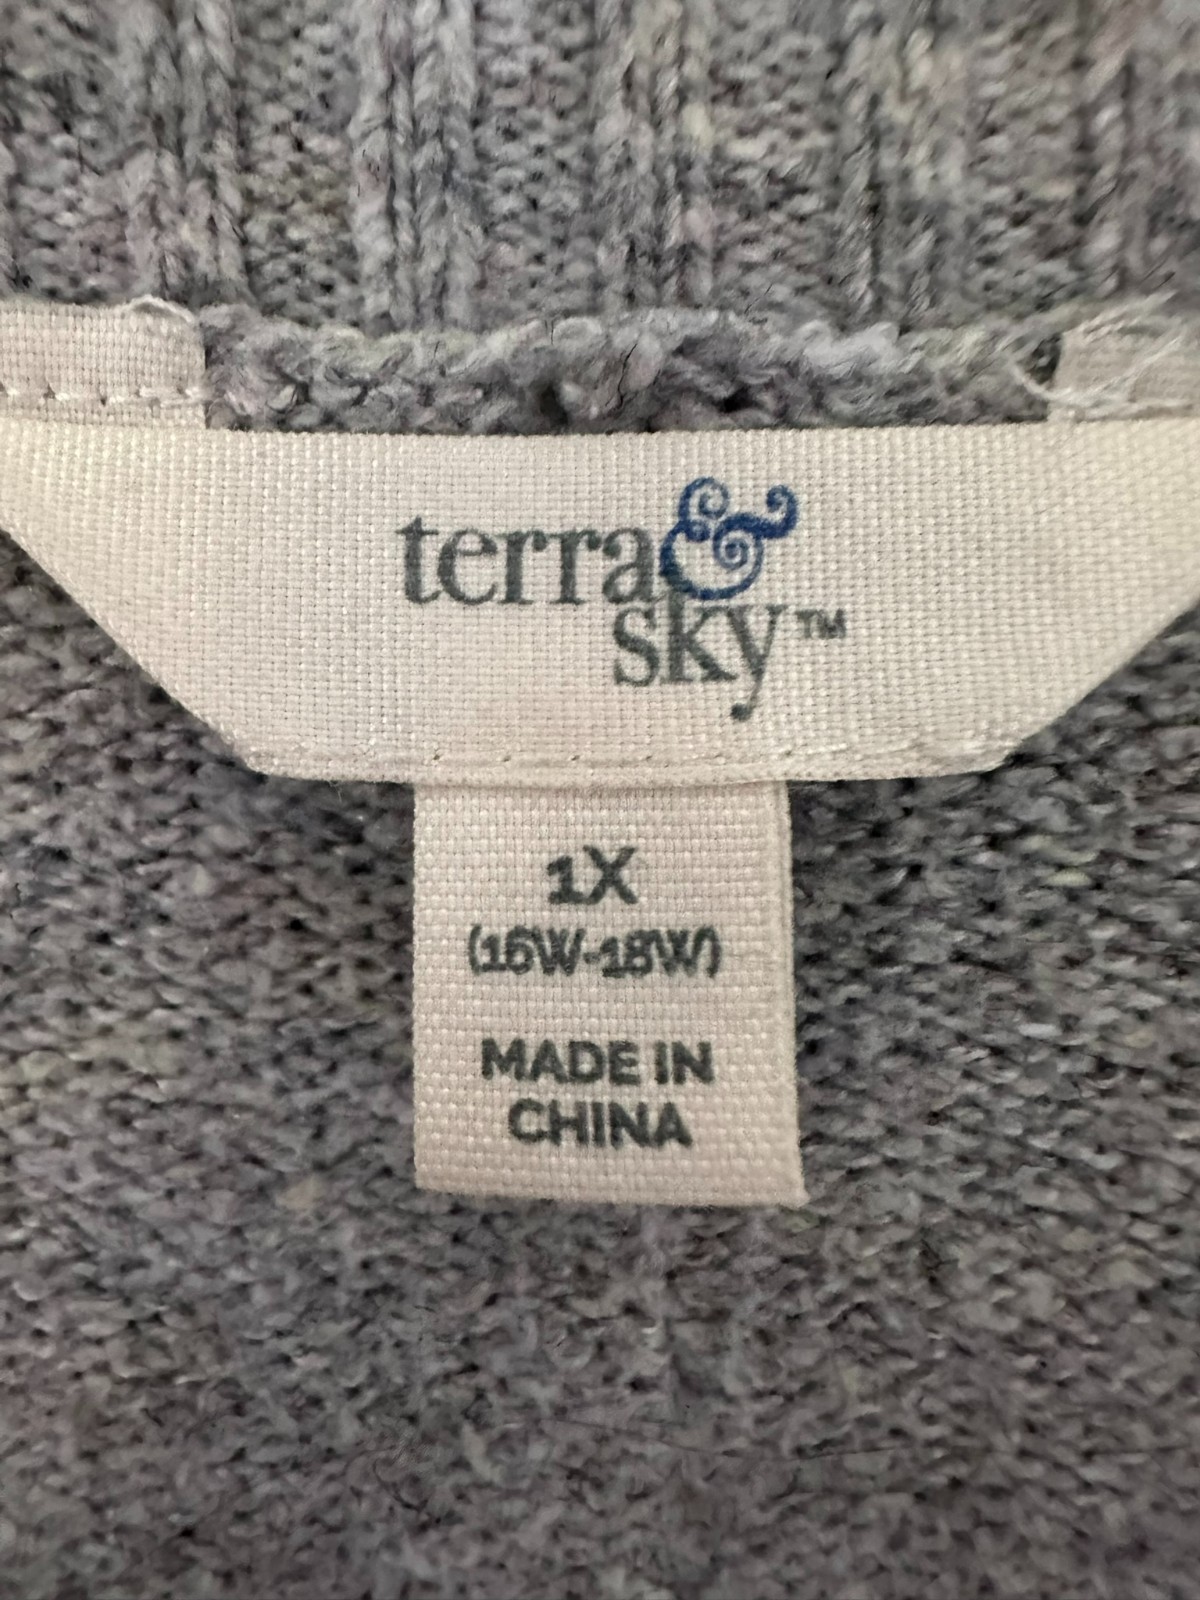 terra&
sky™
1X
(16W-18W)
MADE IN
CHINA